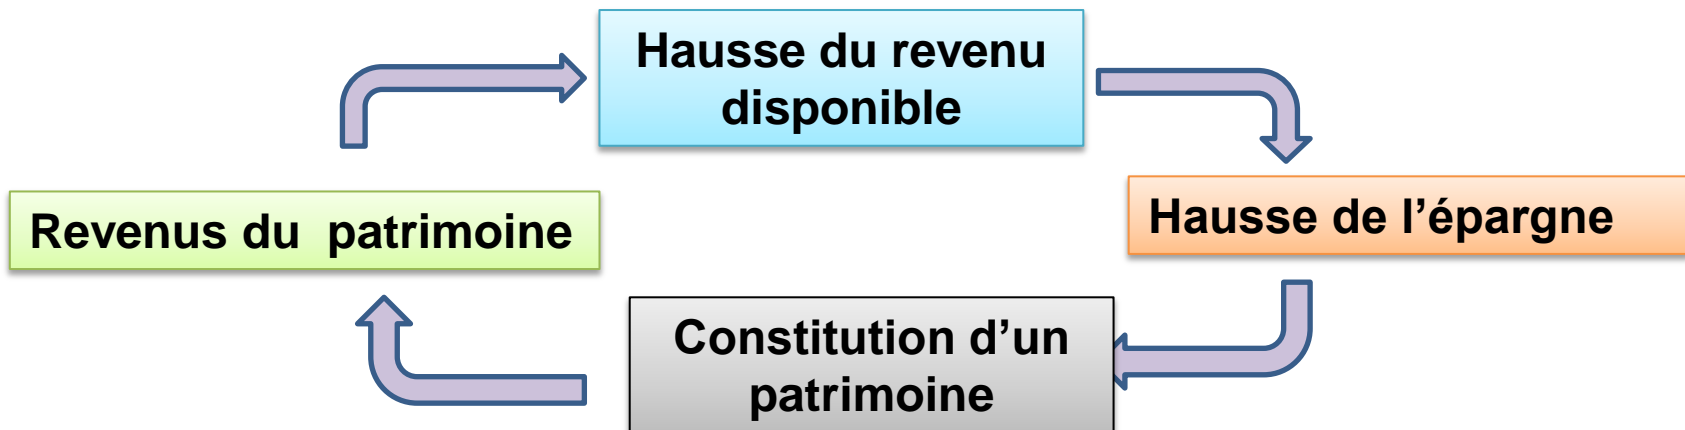 Hausse du revenu
disponible
Revenus du  patrimoine
Hausse de l’épargne
Constitution d’un
patrimoine